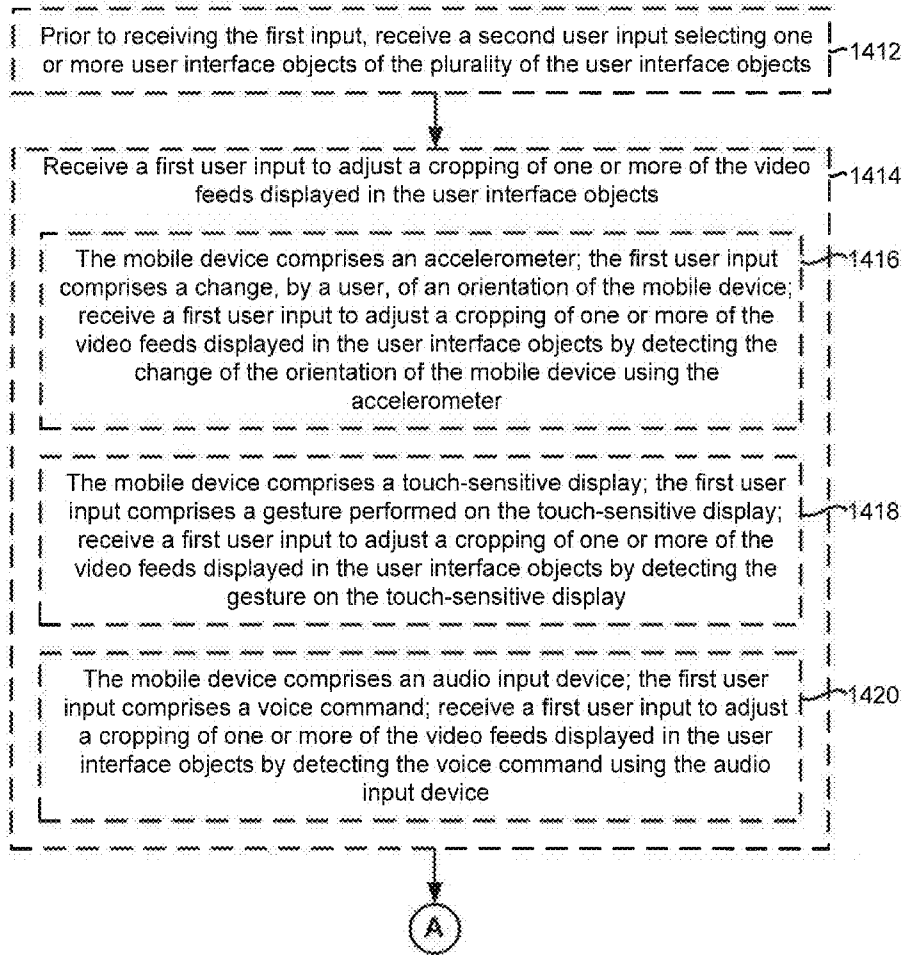 Prior to receiving the first input, receive a second user input selecting one
or more user interface objects of the plurality of the user interface objects
1412
Receive a first user input to adjust a cropping of one or more of the video
feeds displayed in the user interface objects
1414
The mobile device comprises an accelerometer; the first user input
comprises a change, by a user, of an orientation of the mobile device;
receive a first user input to adjust a cropping of one or more of the
video feeds displayed in the user interface objects by detecting the
change of the orientation of the mobile device using the
accelerometer
1416
The mobile device comprises a touch-sensitive display; the first user
input comprises a gesture performed on the touch-sensitive display;
receive a first user input to adjust a cropping of one or more of the
video feeds displayed in the user interface objects by detecting the
gesture on the touch-sensitive display
1418
The mobile device comprises an audio input device; the first user
input comprises a voice command; receive a first user input to adjust
a cropping of one or more of the video feeds displayed in the user
interface objects by detecting the voice command using the audio
input device
1420
A